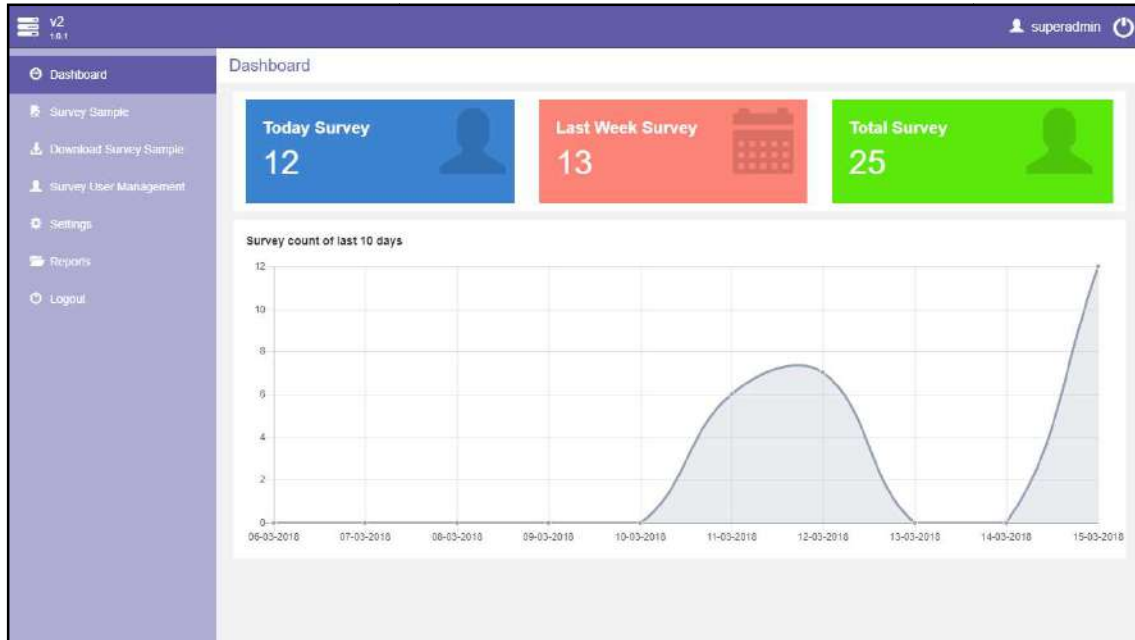 v2
1.0.1
superadmin
Dashboard
Survey Sample
Download Survey Sample
Survey User Management
Settings
Reports
Logout
Dashboard
Today Survey
12
Last Week Survey
13
Total Survey
25
Survey count of last 10 days
12
10
8
6
4
2
0
06-03-2018 07-03-2018 08-03-2018 09-03-2018 10-03-2018 11-03-2018 12-03-2018 13-03-2018 14-03-2018 15-03-2018